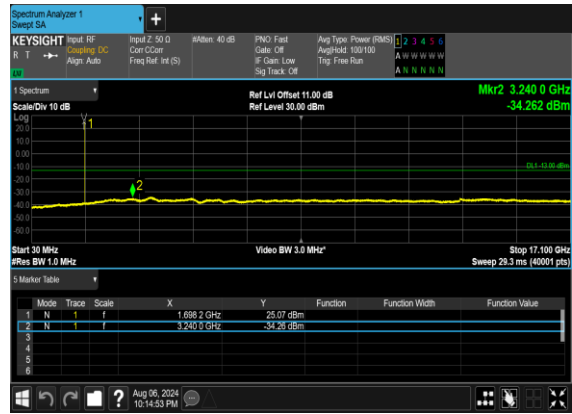 Spectrum Analyzer 1
Swept SA
KEYSIGHT Input: RF Input Z: 50 Ω #Atten: 40 dB PNO: Fast Avg Type: Power (RMS) 1 2 3 4 5 6
R T Coupling: DC Corr CCorr Gate: Off Avg|Hold: 100/100 A W W W W W
Align: Auto Freq Ref: Int (S) IF Gain: Low Trig: Free Run
Sig Track: Off A N N N N N
1 Spectrum Ref Lvl Offset 11.00 dB Mkr2 3.240 0 GHz
Scale/Div 10 dB Ref Level 30.00 dBm -34.262 dBm
Log
1
20.0
10.0
0.00
-10.0
DL1 -13.00 dBm
-20.0
2
-30.0
-40.0
-50.0
-60.0
Start 30 MHz Video BW 3.0 MHz* Stop 17.100 GHz
#Res BW 1.0 MHz Sweep 29.3 ms (40001 pts)
5 Marker Table
Mode Trace Scale X Y Function Function Width Function Value
1 N 1 f 1.698 2 GHz 25.07 dBm
2 N 1 f 3.240 0 GHz -34.26 dBm
3
4
5
6
? Aug 06, 2024
10:14:53 PM